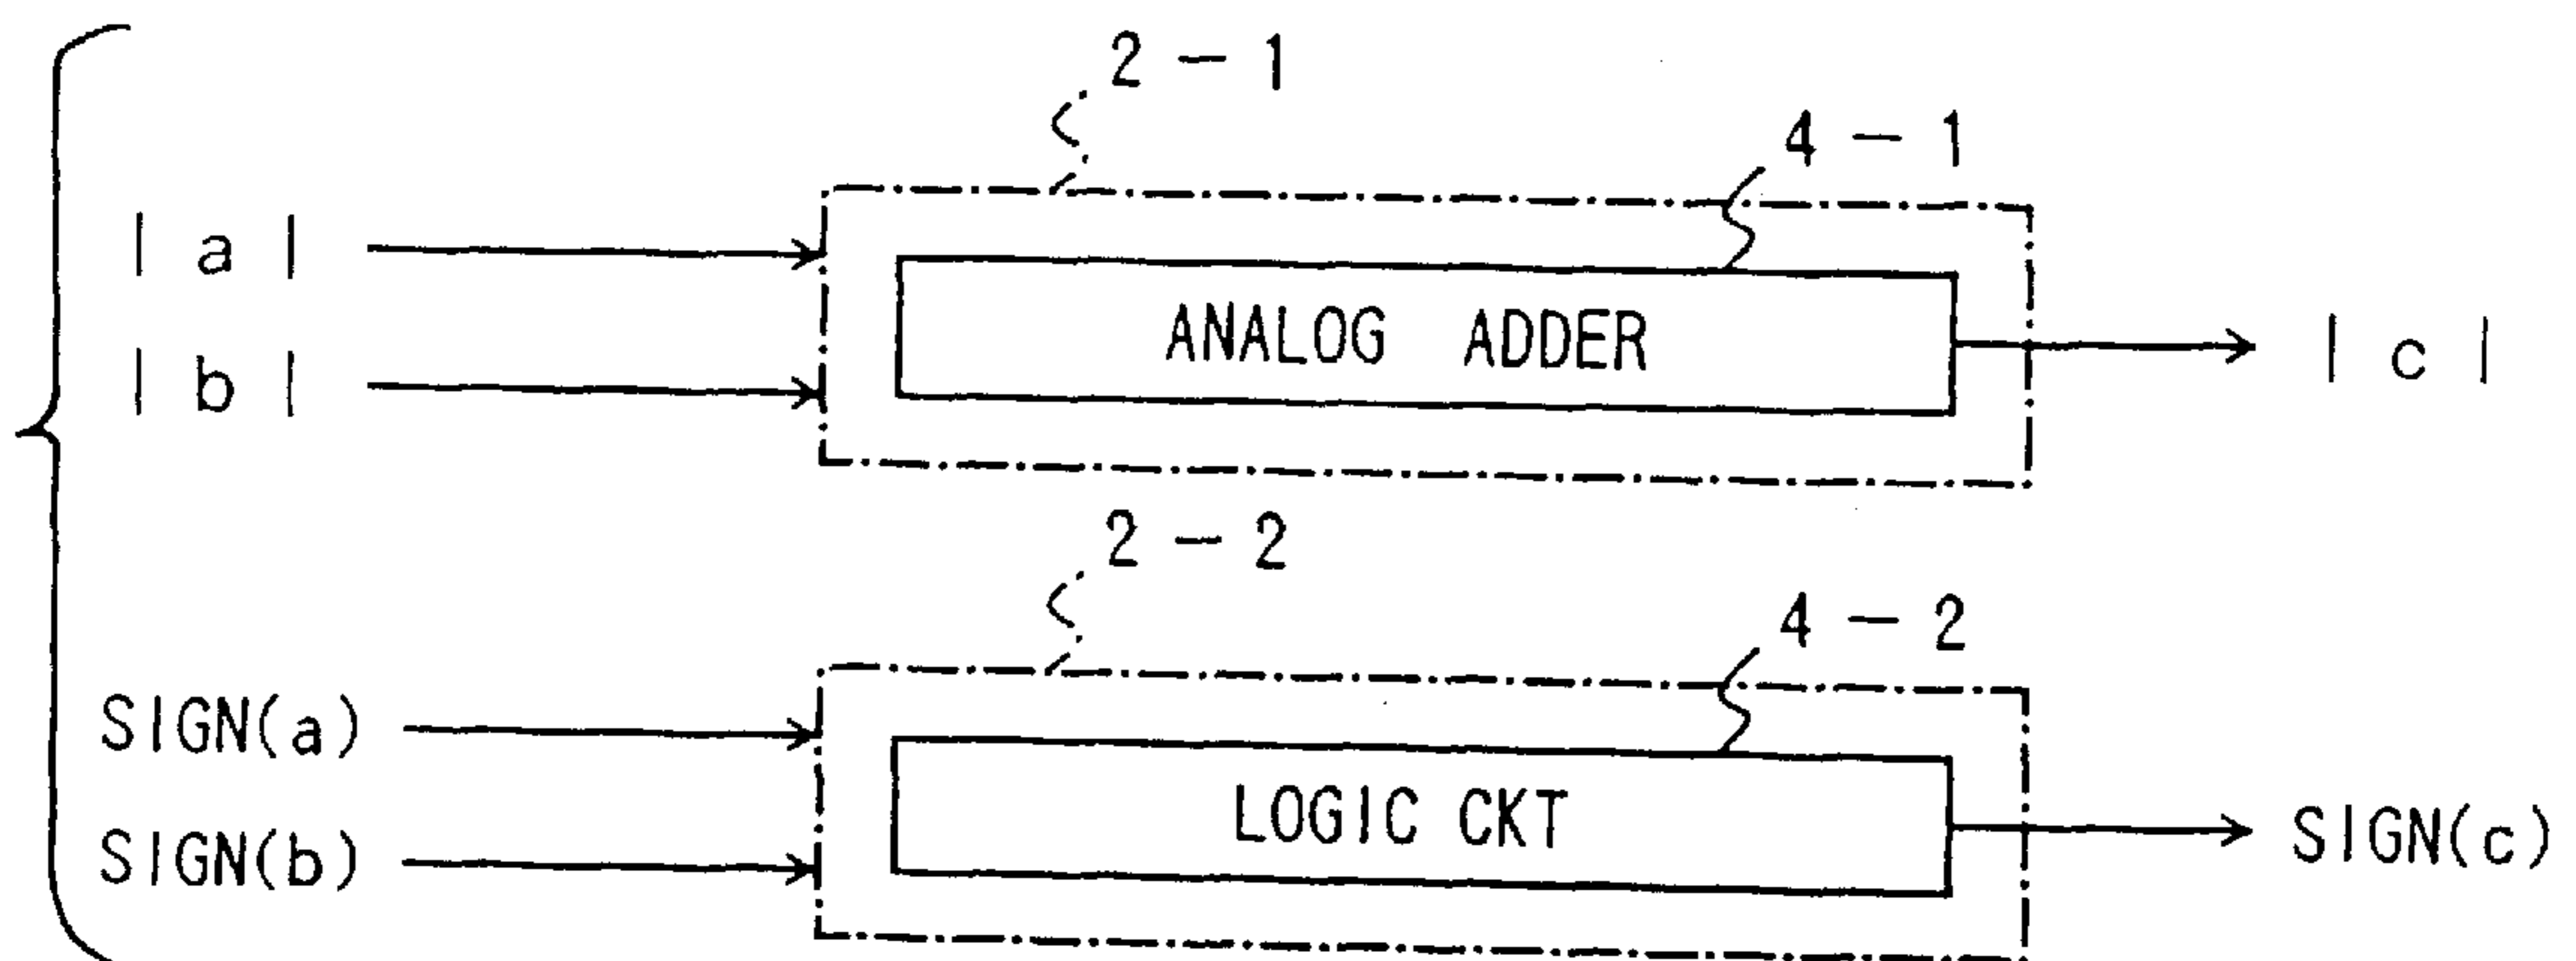 2-1
4-1
|a|
|b|
ANALOG ADDER
|c|
2-2
4-2
SIGN(a)
SIGN(b)
LOGIC CKT
SIGN(c)